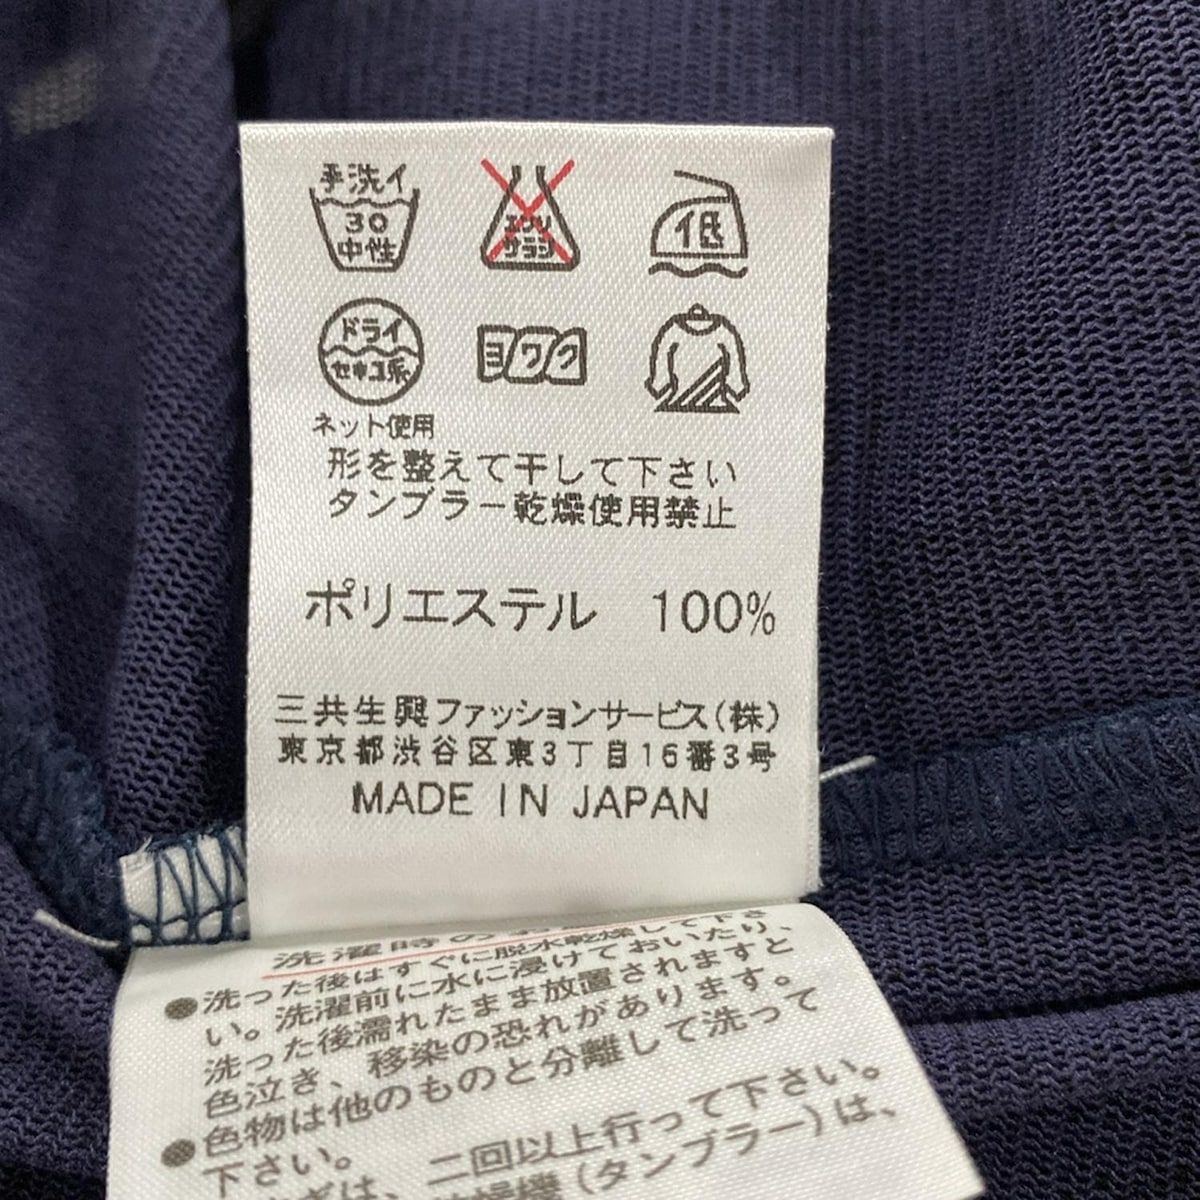 手洗イ
30
中性
エンソ
サラシ
低
ドライ
セキユ系
ヨワク
ネット使用
形を整えて干して下さい
タンブラー乾燥使用禁止
ポリエステル 100%
三共生興ファッションサービス(株)
東京都渋谷区東3丁目16番3号
MADE IN JAPAN
洗濯時の
●洗った後はすぐに脱水乾燥して下さ
い。洗濯前に水に浸けておいたり、
洗った後濡れたまま放置されますと
色泣き、移染の恐れがあります。
●色物は他のものと分離して洗って
下さい。
は、二回以上行って下さい。
(タンブラー)は、